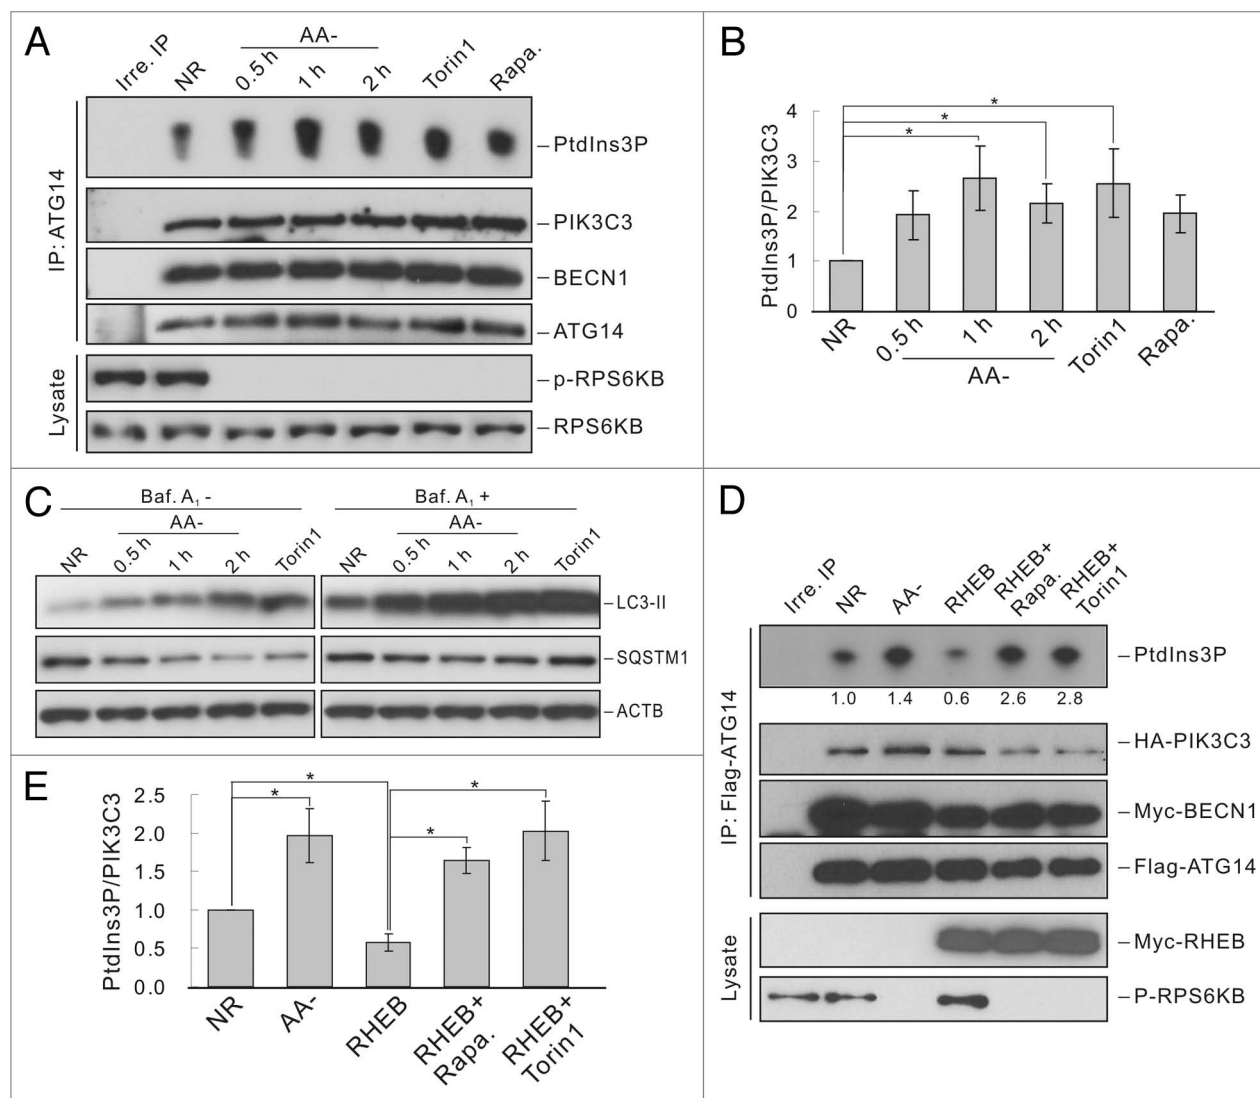 A
AA-
Irre. IP NR 0.5 h 1 h 2 h Torin1 Rapa.
IP: ATG14
PtdIns3P
PIK3C3
BECN1
ATG14
Lysate
p-RPS6KB
RPS6KB
B
PtdIns3P/PIK3C3
4
3
2
1
0
* * *
NR 0.5 h 1 h 2 h Torin1 Rapa.
AA-
C
Baf. A1 - Baf. A1 +
AA- AA-
NR 0.5 h 1 h 2 h Torin1 NR 0.5 h 1 h 2 h Torin1
LC3-II
SQSTM1
ACTB
D
Irre. IP NR AA- RHEB RHEB+ Rapa. RHEB+ Torin1
IP: Flag-ATG14
PtdIns3P
1.0 1.4 0.6 2.6 2.8
HA-PIK3C3
Myc-BECN1
Flag-ATG14
Lysate
Myc-RHEB
P-RPS6KB
E
PtdIns3P/PIK3C3
2.5
2.0
1.5
1.0
0.5
0.0
* * * *
NR AA- RHEB RHEB+ Rapa. RHEB+ Torin1